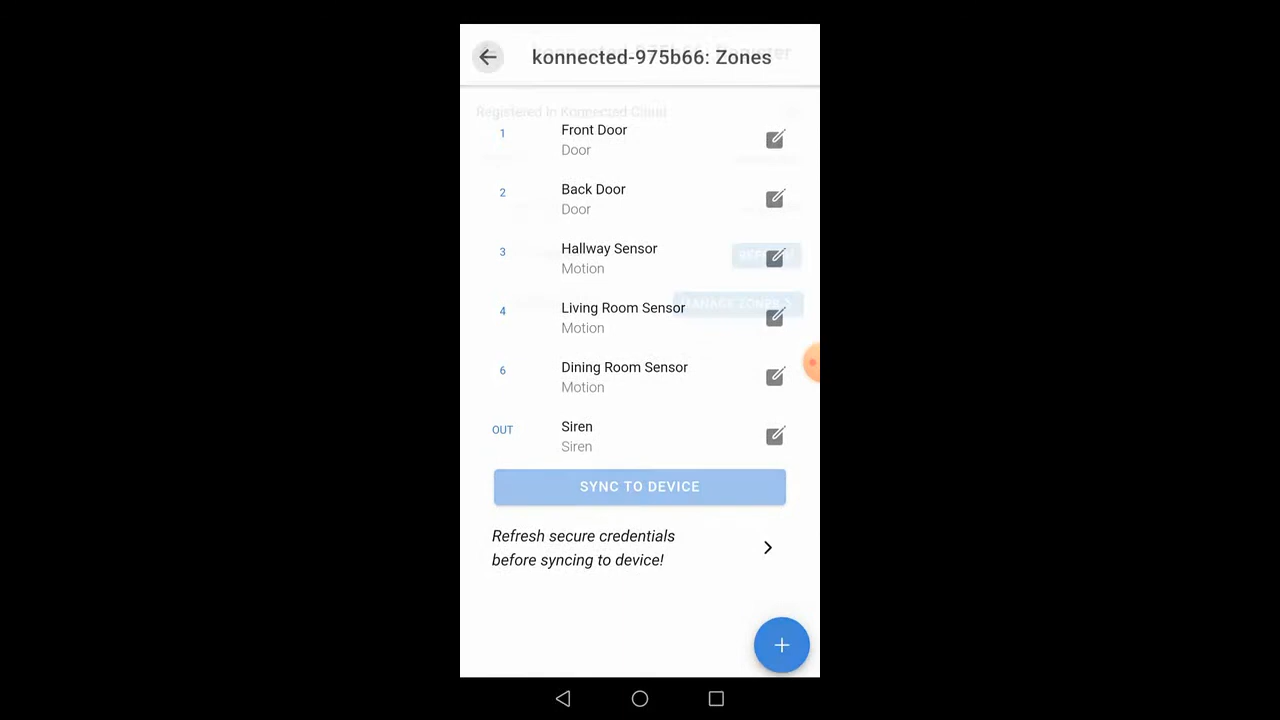 konnected-975b66: Zones
Registered In Konnected Cloud
1
Front Door
Door
2
Back Door
Door
3
Hallway Sensor
Motion
4
Living Room Sensor
Motion
MANAGE ZONES
6
Dining Room Sensor
Motion
OUT
Siren
Siren
SYNC TO DEVICE
Refresh secure credentials
before syncing to device!